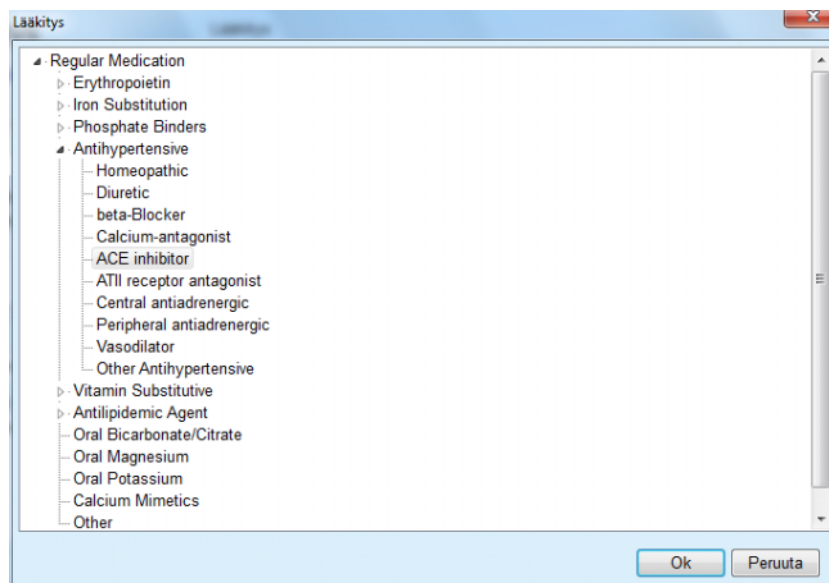 Lääkitys
Regular Medication
Erythropoietin
Iron Substitution
Phosphate Binders
Antihypertensive
Homeopathic
Diuretic
beta-Blocker
Calcium-antagonist
ACE inhibitor
ATII receptor antagonist
Central antiadrenergic
Peripheral antiadrenergic
Vasodilator
Other Antihypertensive
Vitamin Substitutive
Antilipidemic Agent
Oral Bicarbonate/Citrate
Oral Magnesium
Oral Potassium
Calcium Mimetics
Other
Ok Peruuta